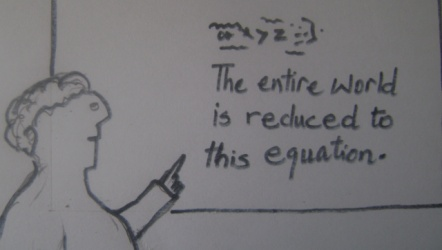 The entire world
is reduced to
this equation.